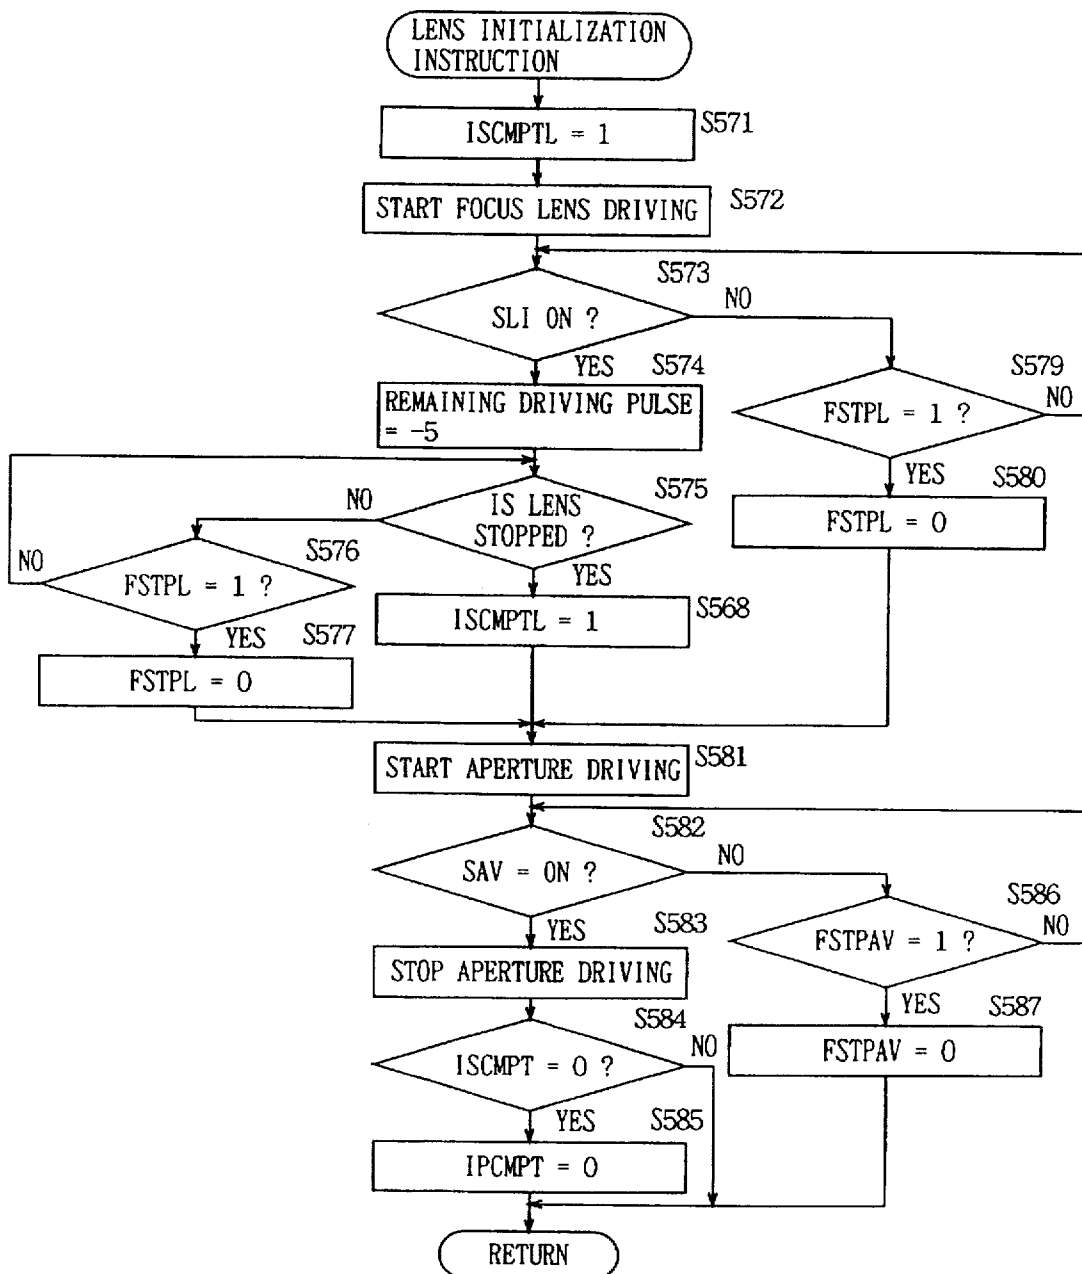 LENS INITIALIZATION
INSTRUCTION
ISCMPTL = 1
S571
START FOCUS LENS DRIVING
S572
S573
SLI ON ?
NO
YES
S574
REMAINING DRIVING PULSE
= -5
S579
FSTPL = 1 ?
NO
YES
S580
FSTPL = 0
S575
IS LENS
STOPPED ?
NO
YES
S576
FSTPL = 1 ?
NO
YES
S577
FSTPL = 0
S568
ISCMPTL = 1
START APERTURE DRIVING
S581
S582
SAV = ON ?
NO
YES
S583
STOP APERTURE DRIVING
S586
FSTPAV = 1 ?
NO
YES
S587
FSTPAV = 0
S584
ISCMPT = 0 ?
NO
YES
S585
IPCMPT = 0
RETURN